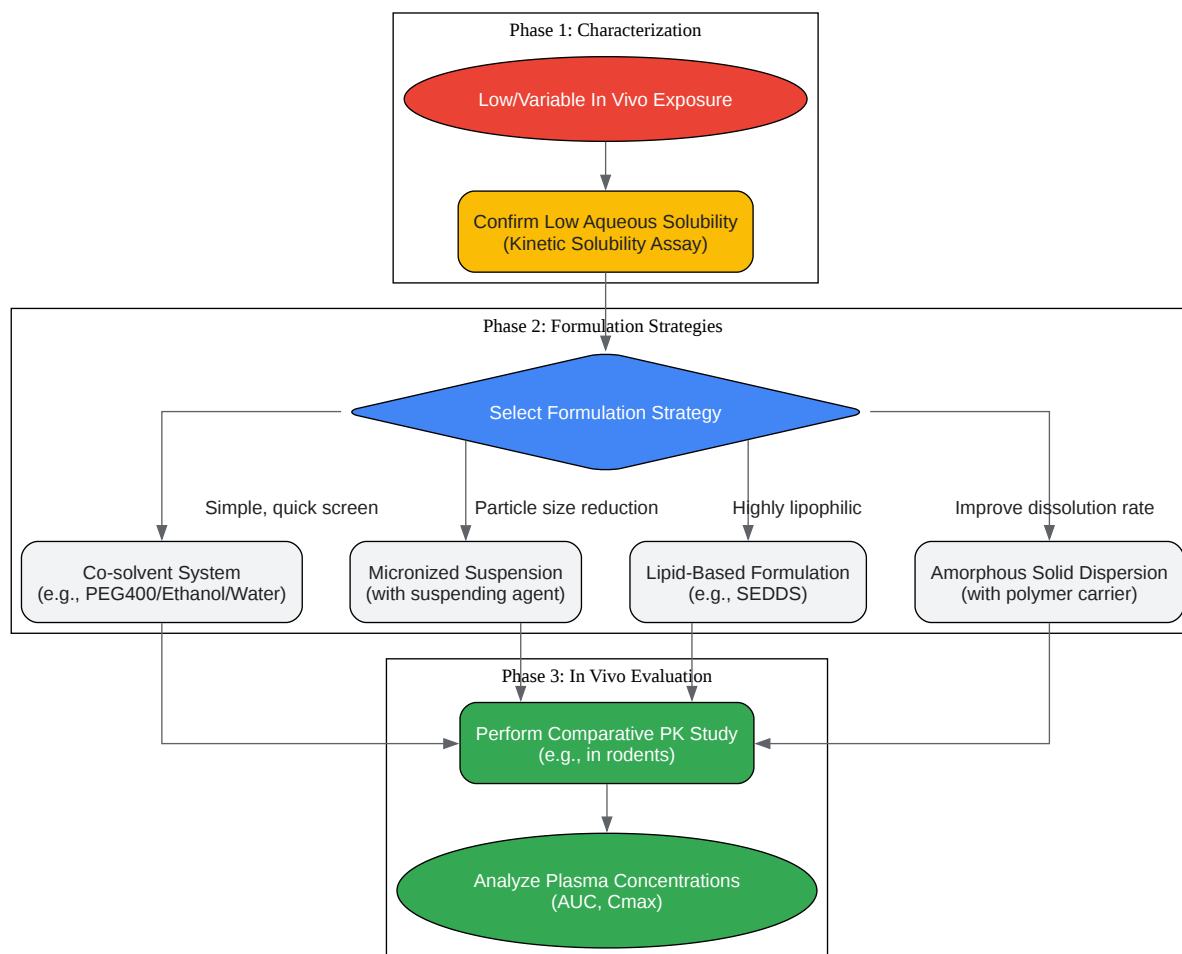 Phase 1: Characterization
Low/Variable In Vivo Exposure
Confirm Low Aqueous Solubility
(Kinetic Solubility Assay)
Phase 2: Formulation Strategies
Select Formulation Strategy
Simple, quick screen
Particle size reduction
Highly lipophilic
Improve dissolution rate
Co-solvent System
(e.g., PEG400/Ethanol/Water)
Micronized Suspension
(with suspending agent)
Lipid-Based Formulation
(e.g., SEDDS)
Amorphous Solid Dispersion
(with polymer carrier)
Phase 3: In Vivo Evaluation
Perform Comparative PK Study
(e.g., in rodents)
Analyze Plasma Concentrations
(AUC, Cmax)